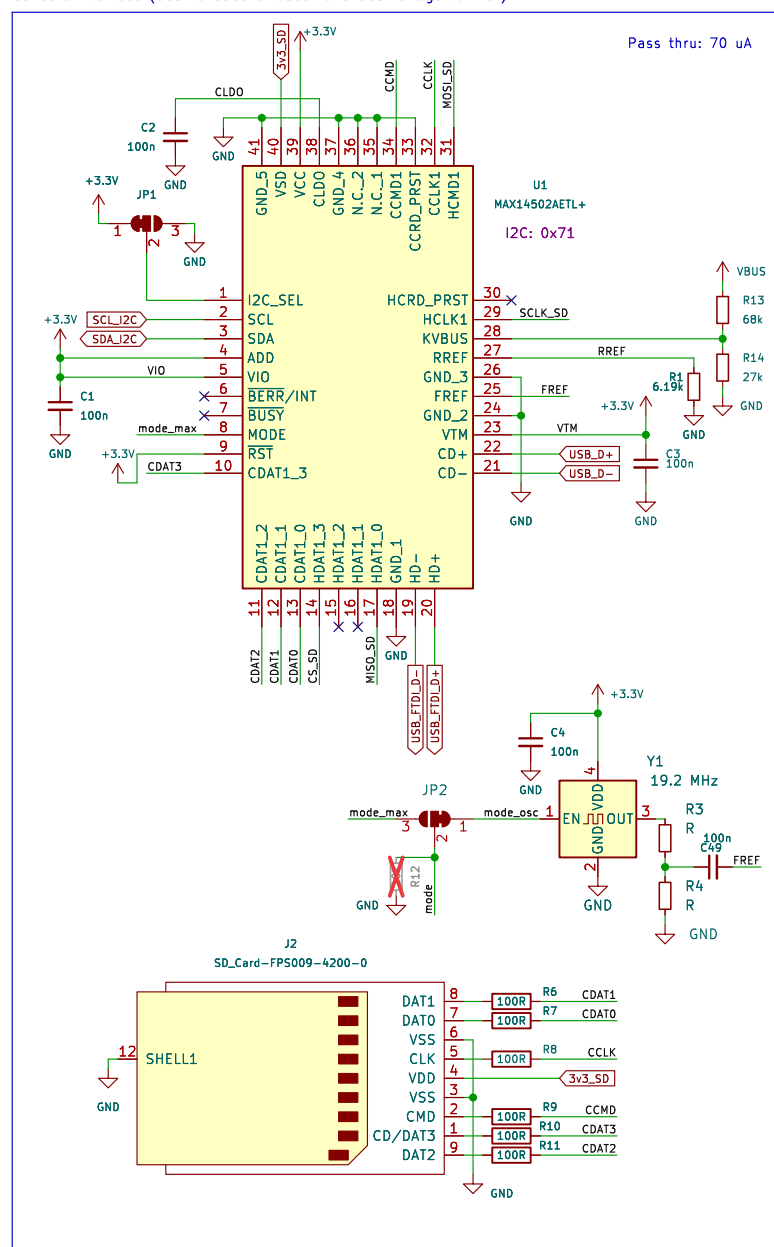 Pass thru: 70 uA
3v3_SD
+3.3V
CLDO
CCMD
CCLK
MOSI_SD
C2
100n
GND
GND
41
40
39
38
37
36
35
34
33
32
31
GND_5
VSD
VCC
CLDO
GND_4
N.C._2
N.C._1
CCMD1
CCRD_PRST
CCLK1
HCMD1
U1
MAX14502AETL+
I2C: 0x71
+3.3V
JP1
1
2
3
GND
1 I2C_SEL
SCL_I2C 2 SCL
SDA_I2C 3 SDA
+3.3V
4 ADD
VIO 5 VIO
6 BERR/INT
7 BUSY
mode_max 8 MODE
+3.3V 9 RST
CDAT3 10 CDAT1_3
C1
100n
GND
HCRD_PRST 30
HCLK1 29 SCLK_SD
KVBUS 28
RREF 27 RREF
GND_3 26
FREF 25 FREF
GND_2 24
VTM 23 VTM
CD+ 22 USB_D+
CD- 21 USB_D-
GND
VBUS
R13
68k
R14
27k
GND
R1
6.19k
GND
+3.3V
C3
100n
GND
CDAT1_2
CDAT1_1
CDAT1_0
HDAT1_3
HDAT1_2
HDAT1_1
HDAT1_0
GND_1
HD-
HD+
11
12
13
14
15
16
17
18
19
20
CDAT2
CDAT1
CDAT0
CS_SD
MISO_SD
GND
USB_FTDI_D-
USB_FTDI_D+
+3.3V
C4
100n
GND
Y1
19.2 MHz
4
VDD
1 EN OUT 3
GND
2
GND
JP2
mode_max 3
2
1 mode_osc
R12
GND
mode
R3
R
100n
C49
FREF
R4
R
GND
J2
SD_Card-FPS009-4200-0
12 SHELL1
GND
DAT1 8 100R R6 CDAT1
DAT0 7 100R R7 CDAT0
VSS 6
CLK 5 100R R8 CCLK
VDD 4 3v3_SD
VSS 3
CMD 2 100R R9 CCMD
CD/DAT3 1 100R R10 CDAT3
DAT2 9 100R R11 CDAT2
GND